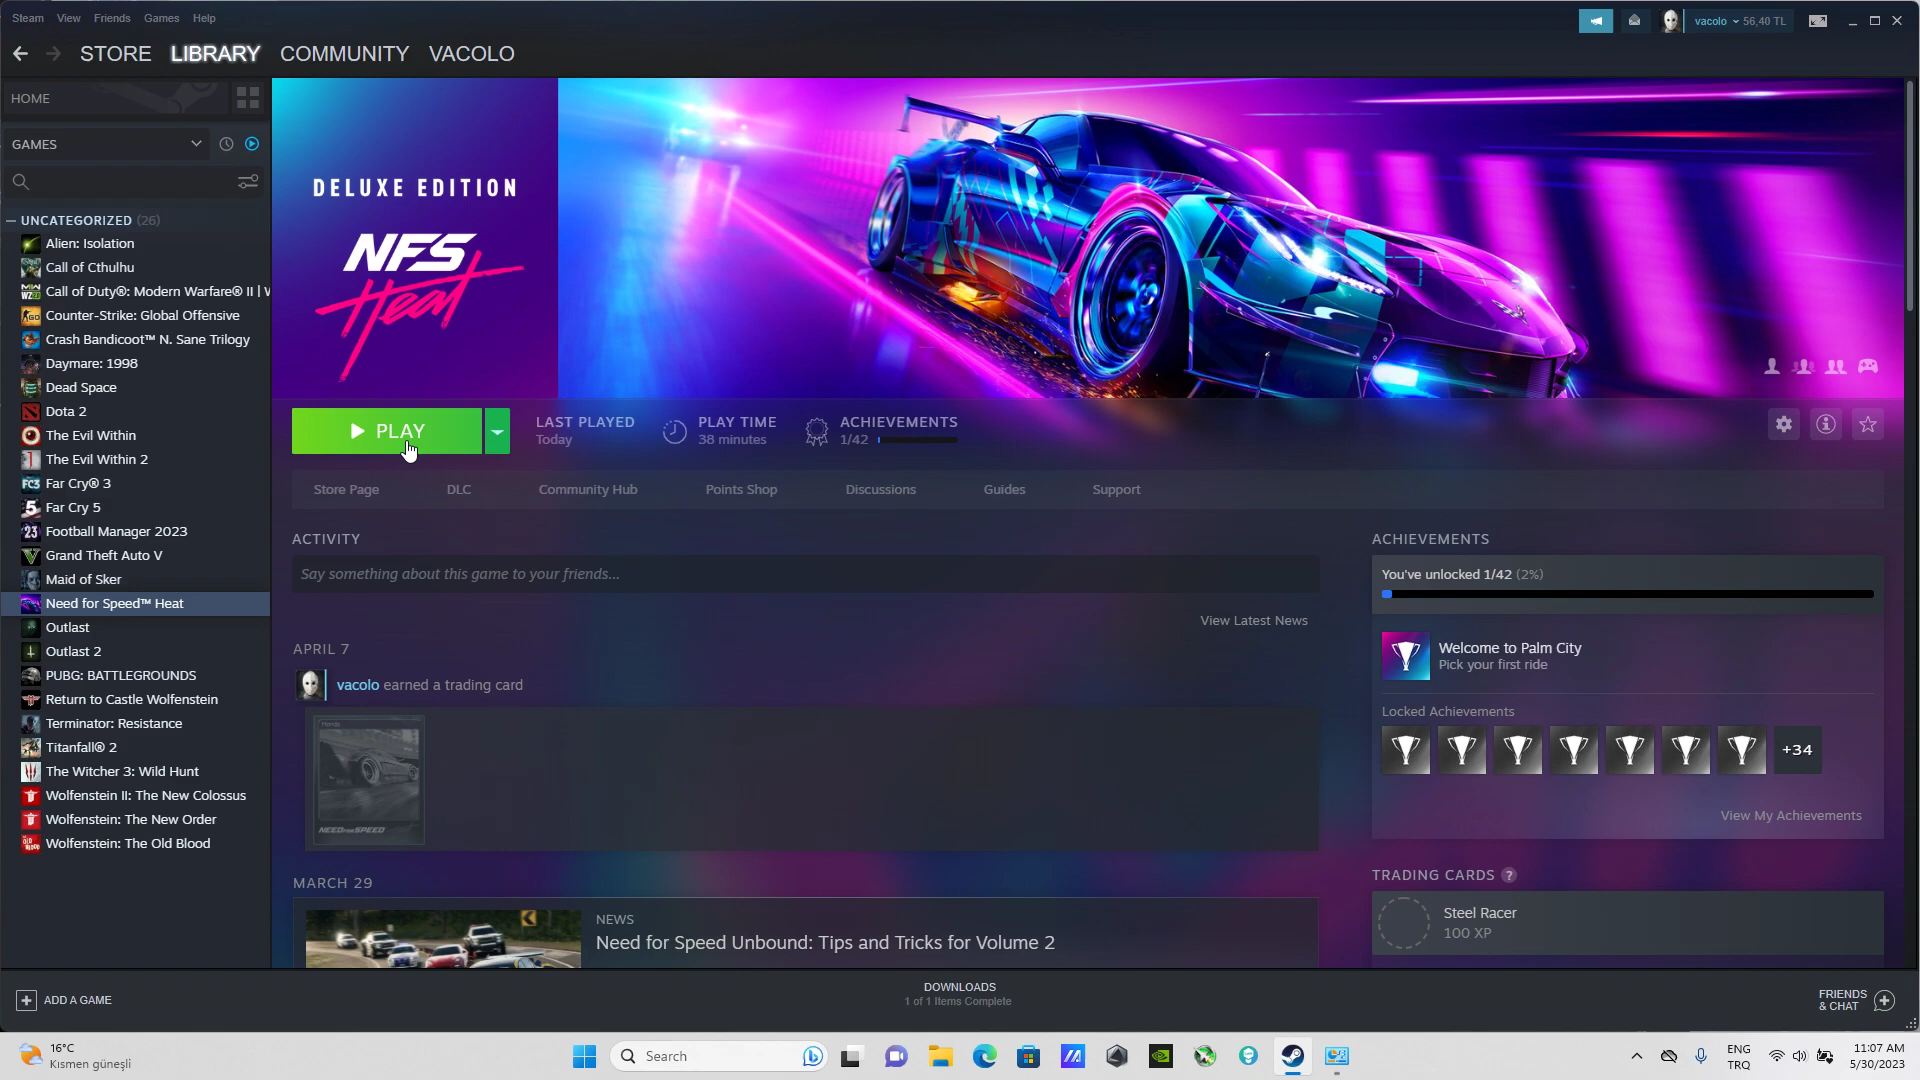 Steam View Friends Games Help
vacolo 56,40 TL
STORE LIBRARY COMMUNITY VACOLO
HOME
GAMES
UNCATEGORIZED (26)
Alien: Isolation
Call of Cthulhu
Call of Duty®: Modern Warfare® II | W
Counter-Strike: Global Offensive
Crash Bandicoot™ N. Sane Trilogy
Daymare: 1998
Dead Space
Dota 2
The Evil Within
The Evil Within 2
Far Cry® 3
Far Cry 5
Football Manager 2023
Grand Theft Auto V
Maid of Sker
Need for Speed™ Heat
Outlast
Outlast 2
PUBG: BATTLEGROUNDS
Return to Castle Wolfenstein
Terminator: Resistance
Titanfall® 2
The Witcher 3: Wild Hunt
Wolfenstein II: The New Colossus
Wolfenstein: The New Order
Wolfenstein: The Old Blood
DELUXE EDITION
NFS
Heat
PLAY
LAST PLAYED
Today
PLAY TIME
38 minutes
ACHIEVEMENTS
1/42
Store Page DLC Community Hub Points Shop Discussions Guides Support
ACTIVITY
Say something about this game to your friends...
View Latest News
APRIL 7
vacolo earned a trading card
NEED FOR SPEED
MARCH 29
NEWS
Need for Speed Unbound: Tips and Tricks for Volume 2
ACHIEVEMENTS
You've unlocked 1/42 (2%)
Welcome to Palm City
Pick your first ride
Locked Achievements
+34
View My Achievements
TRADING CARDS ?
Steel Racer
100 XP
ADD A GAME
DOWNLOADS
1 of 1 Items Complete
FRIENDS
& CHAT
16°C
Kısmen güneşli
Search
ENG
TRQ
11:07 AM
5/30/2023